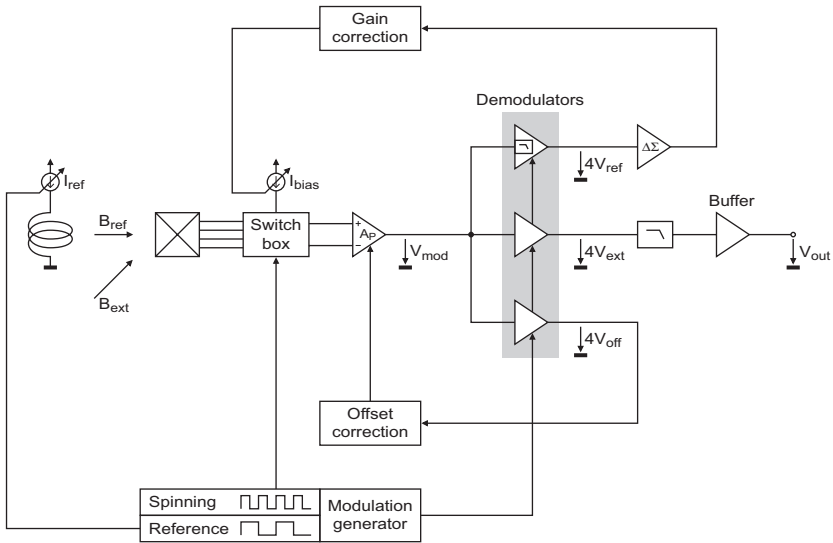 Gain
correction
Demodulators
I_ref
I_bias
ΔΣ
4V_ref
B_ref
Switch
box
+
A_P
−
V_mod
4V_ext
Buffer
V_out
B_ext
4V_off
Offset
correction
Spinning
Reference
Modulation
generator